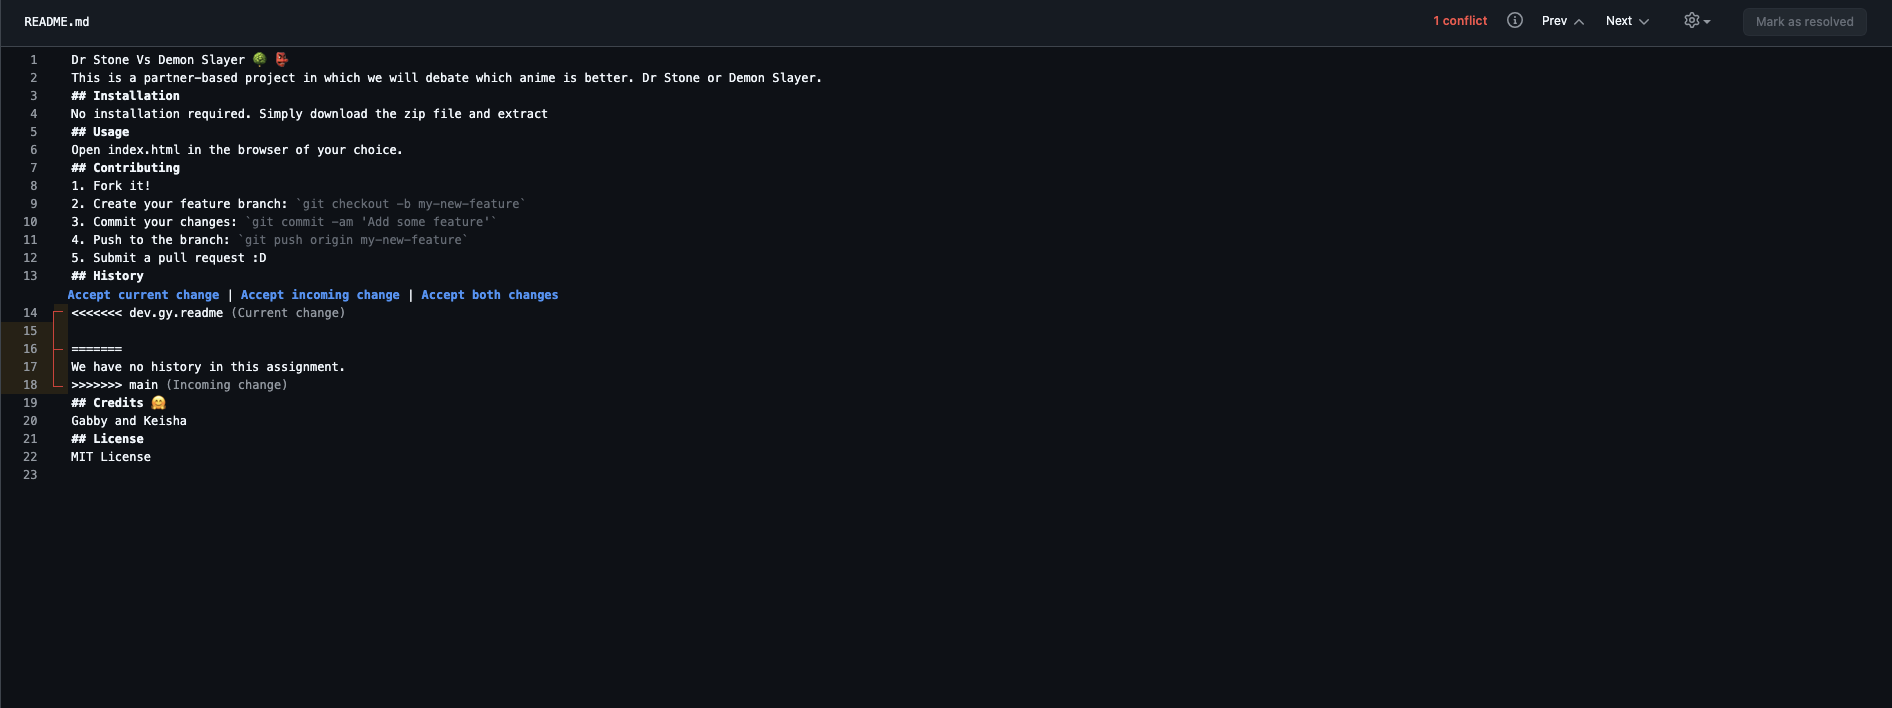 README.md
1 conflict Prev Next Mark as resolved
1 Dr Stone Vs Demon Slayer 🌳 👺
2 This is a partner-based project in which we will debate which anime is better. Dr Stone or Demon Slayer.
3 ## Installation
4 No installation required. Simply download the zip file and extract
5 ## Usage
6 Open index.html in the browser of your choice.
7 ## Contributing
8 1. Fork it!
9 2. Create your feature branch: `git checkout -b my-new-feature`
10 3. Commit your changes: `git commit -am 'Add some feature'`
11 4. Push to the branch: `git push origin my-new-feature`
12 5. Submit a pull request :D
13 ## History
Accept current change | Accept incoming change | Accept both changes
14 <<<<<<< dev.gy.readme (Current change)
15
16 =======
17 We have no history in this assignment.
18 >>>>>>> main (Incoming change)
19 ## Credits 🤗
20 Gabby and Keisha
21 ## License
22 MIT License
23